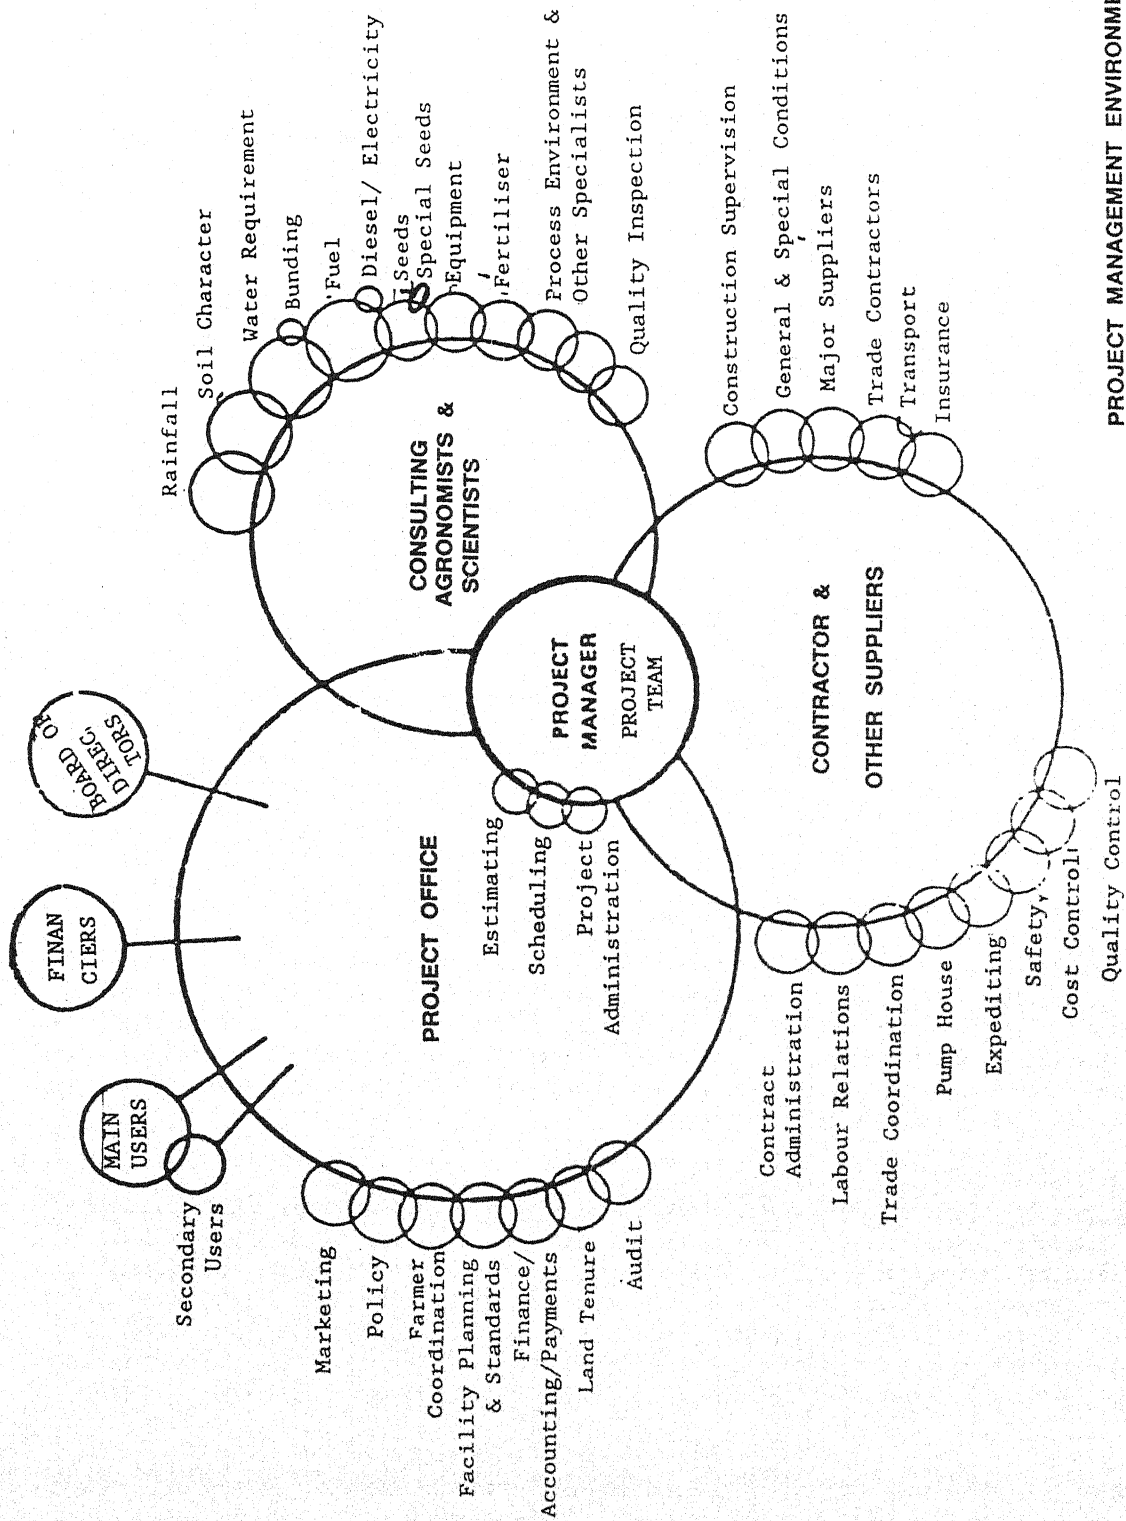 BOARD OF
DIREC,
TORS
FINAN
CIERS
MAIN
USERS
Secondary
Users
PROJECT OFFICE
Marketing
Policy
Farmer
Coordination
Facility Planning
& Standards
Finance/
Accounting/Payments
Land Tenure
Audit
Estimating
Scheduling
Project
Administration
PROJECT
MANAGER
PROJECT
TEAM
CONSULTING
AGRONOMISTS &
SCIENTISTS
Rainfall
Soil Character
Water Requirement
Bunding
Fuel
Diesel/ Electricity
Seeds
Special Seeds
Equipment
Fertiliser
Process Environment &
Other Specialists
Quality Inspection
CONTRACTOR &
OTHER SUPPLIERS
Construction Supervision
General & Special Conditions
Major Suppliers
Trade Contractors
Transport
Insurance
Contract
Administration
Labour Relations
Trade Coordination
Pump House
Expediting
Safety,
Cost Control
Quality Control
PROJECT MANAGEMENT